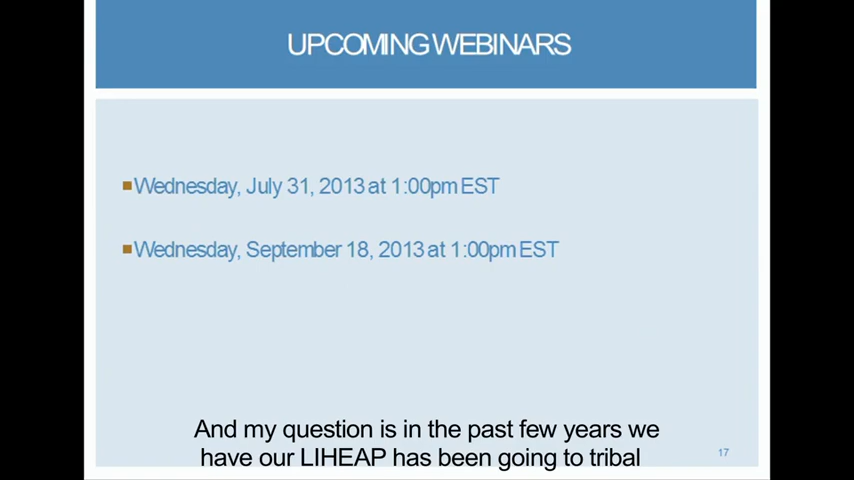 UPCOMING WEBINARS
Wednesday, July 31, 2013 at 1:00pm EST
Wednesday, September 18, 2013 at 1:00pm EST
And my question is in the past few years we
have our LIHEAP has been going to tribal
17